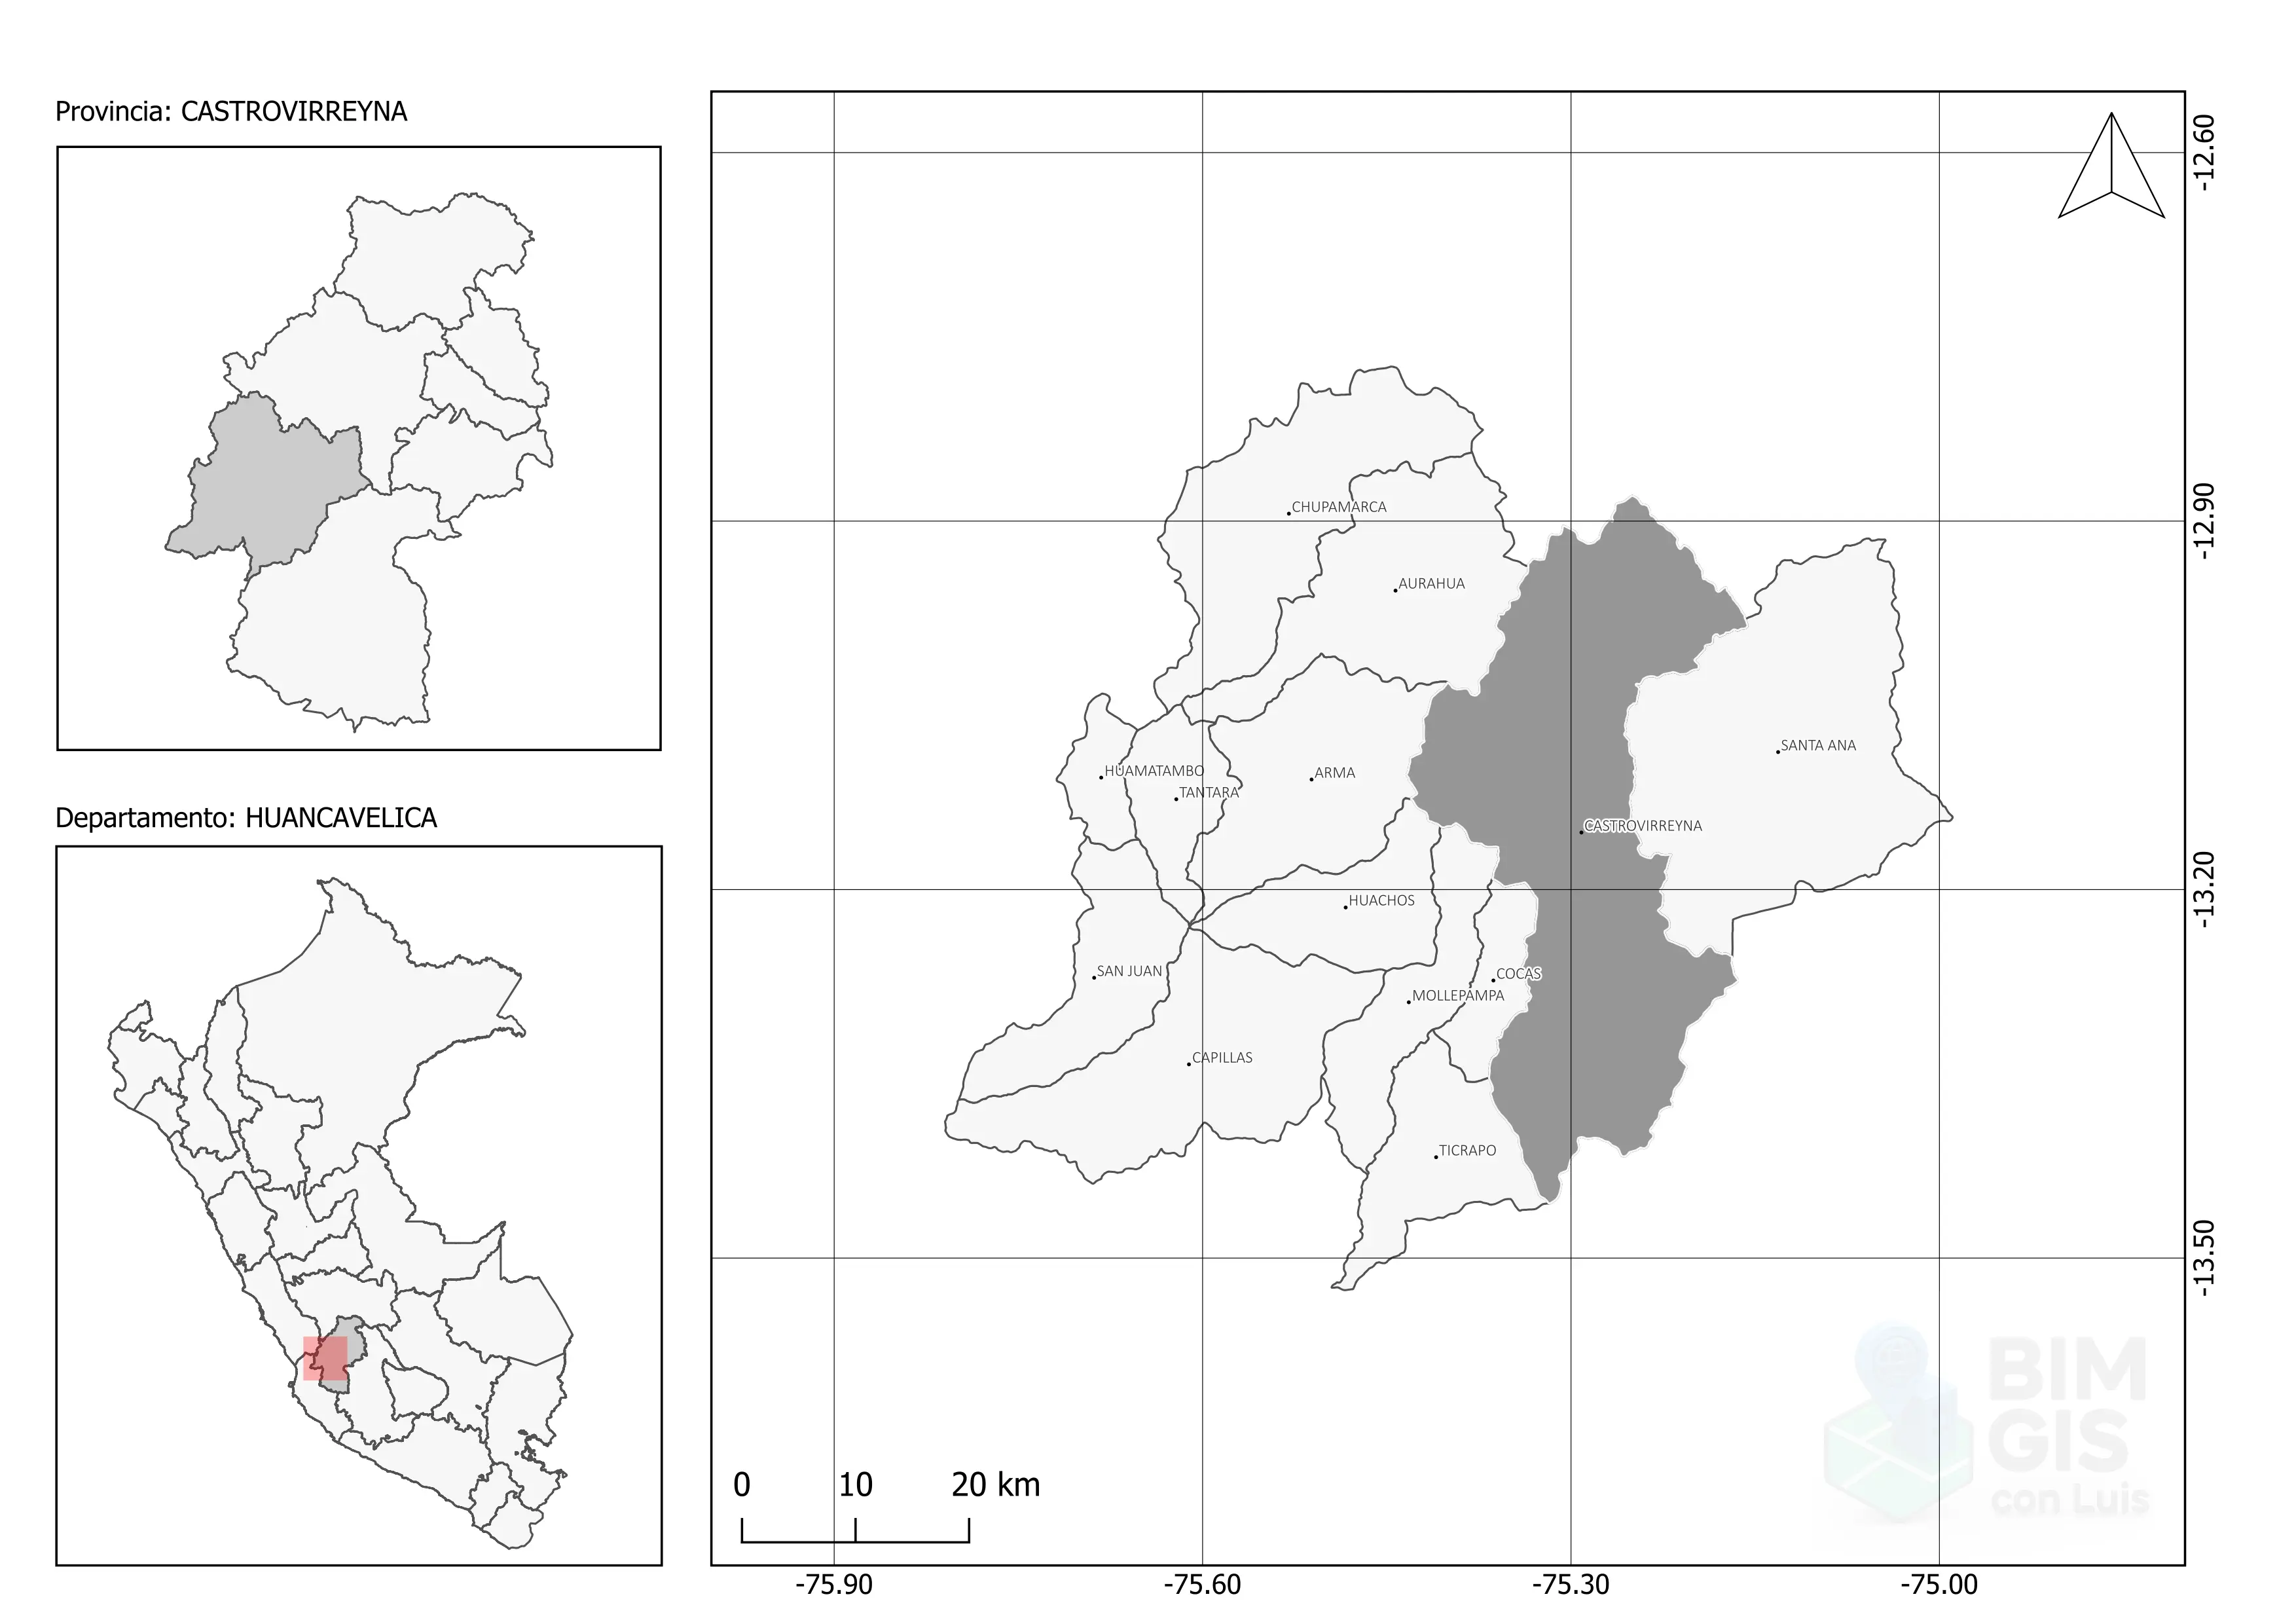 Provincia: CASTROVIRREYNA
Departamento: HUANCAVELICA
-12.60
-12.90
-13.20
-13.50
CHUPAMARCA
AURAHUA
SANTA ANA
HUAMATAMBO
ARMA
TANTARA
CASTROVIRREYNA
HUACHOS
SAN JUAN
COCAS
MOLLEPAMPA
CAPILLAS
TICRAPO
BIM
GIS
con Luis
0 10 20 km
-75.90 -75.60 -75.30 -75.00